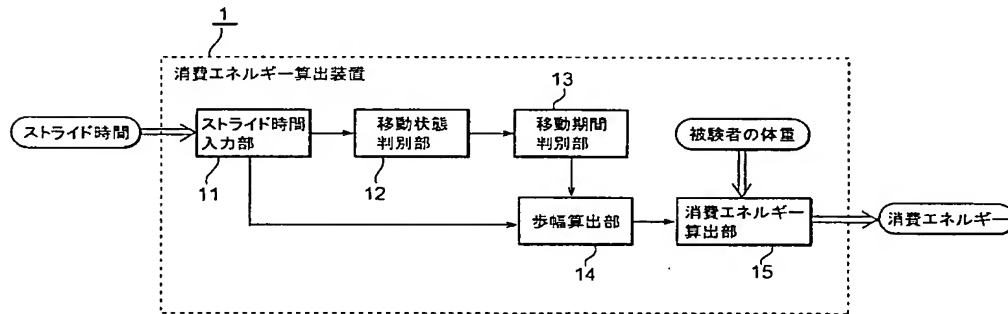 1
消費エネルギー算出装置
ストライド時間
ストライド時間
入力部
11
移動状態
判別部
12
13
移動期間
判別部
被験者の体重
歩幅算出部
14
消費エネルギー
算出部
15
消費エネルギー